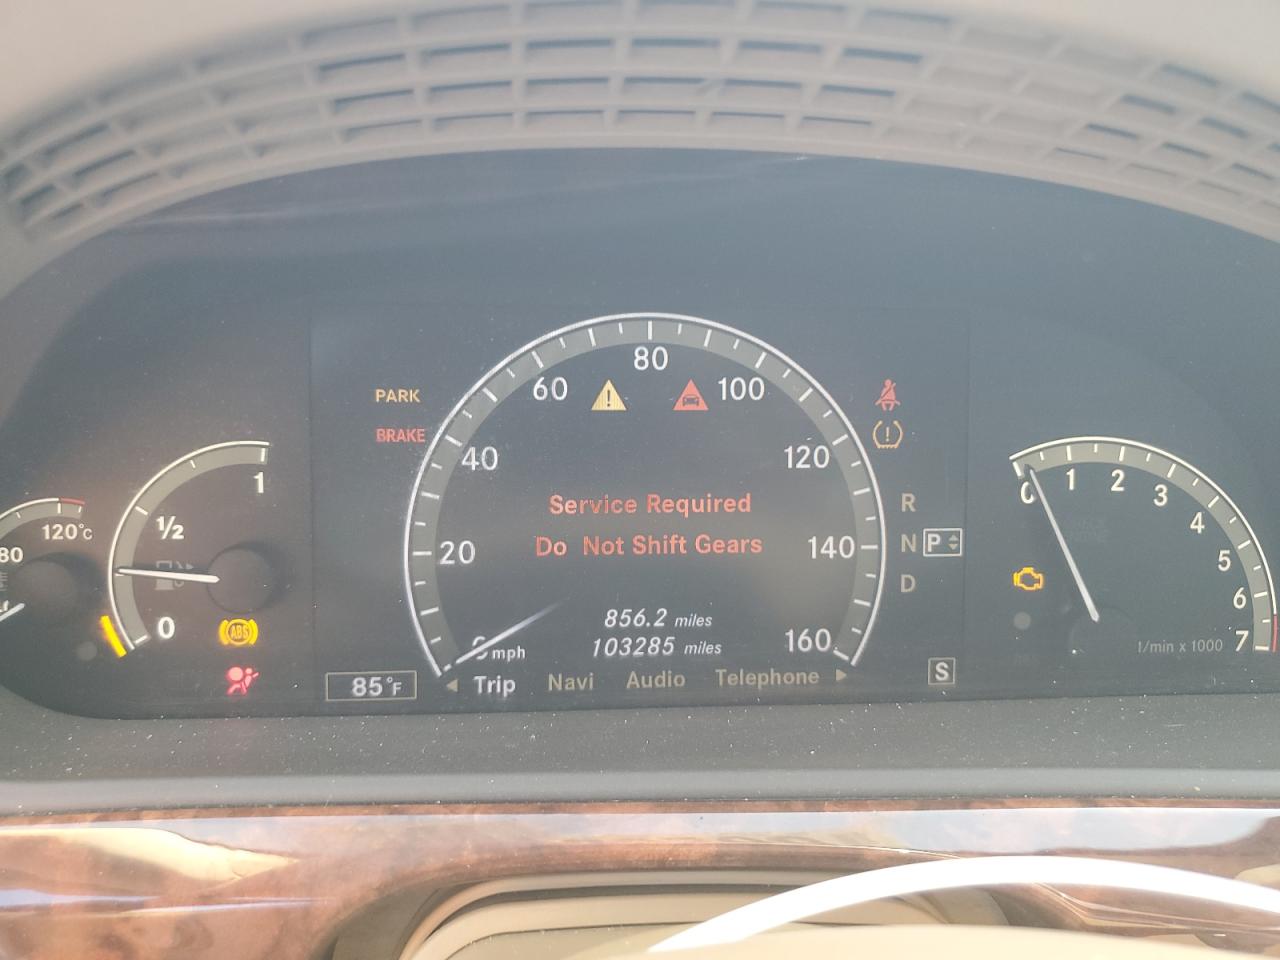 80
60
100
PARK
BRAKE
40
120
1
0 1 2 3 4 5 6 7
120°C
80
½
Service Required
Do Not Shift Gears
20
140
R
N P
D
0
ABS
856.2 miles
103285 miles
mph
160
l/min x 1000
85°F
Trip Navi Audio Telephone
S